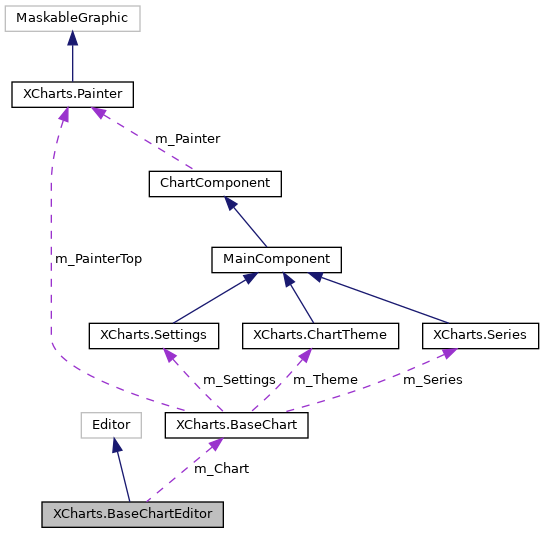 MaskableGraphic
XCharts.Painter
m_Painter
ChartComponent
m_PainterTop
MainComponent
XCharts.Settings
XCharts.ChartTheme
XCharts.Series
m_Settings
m_Theme
m_Series
Editor
XCharts.BaseChart
m_Chart
XCharts.BaseChartEditor